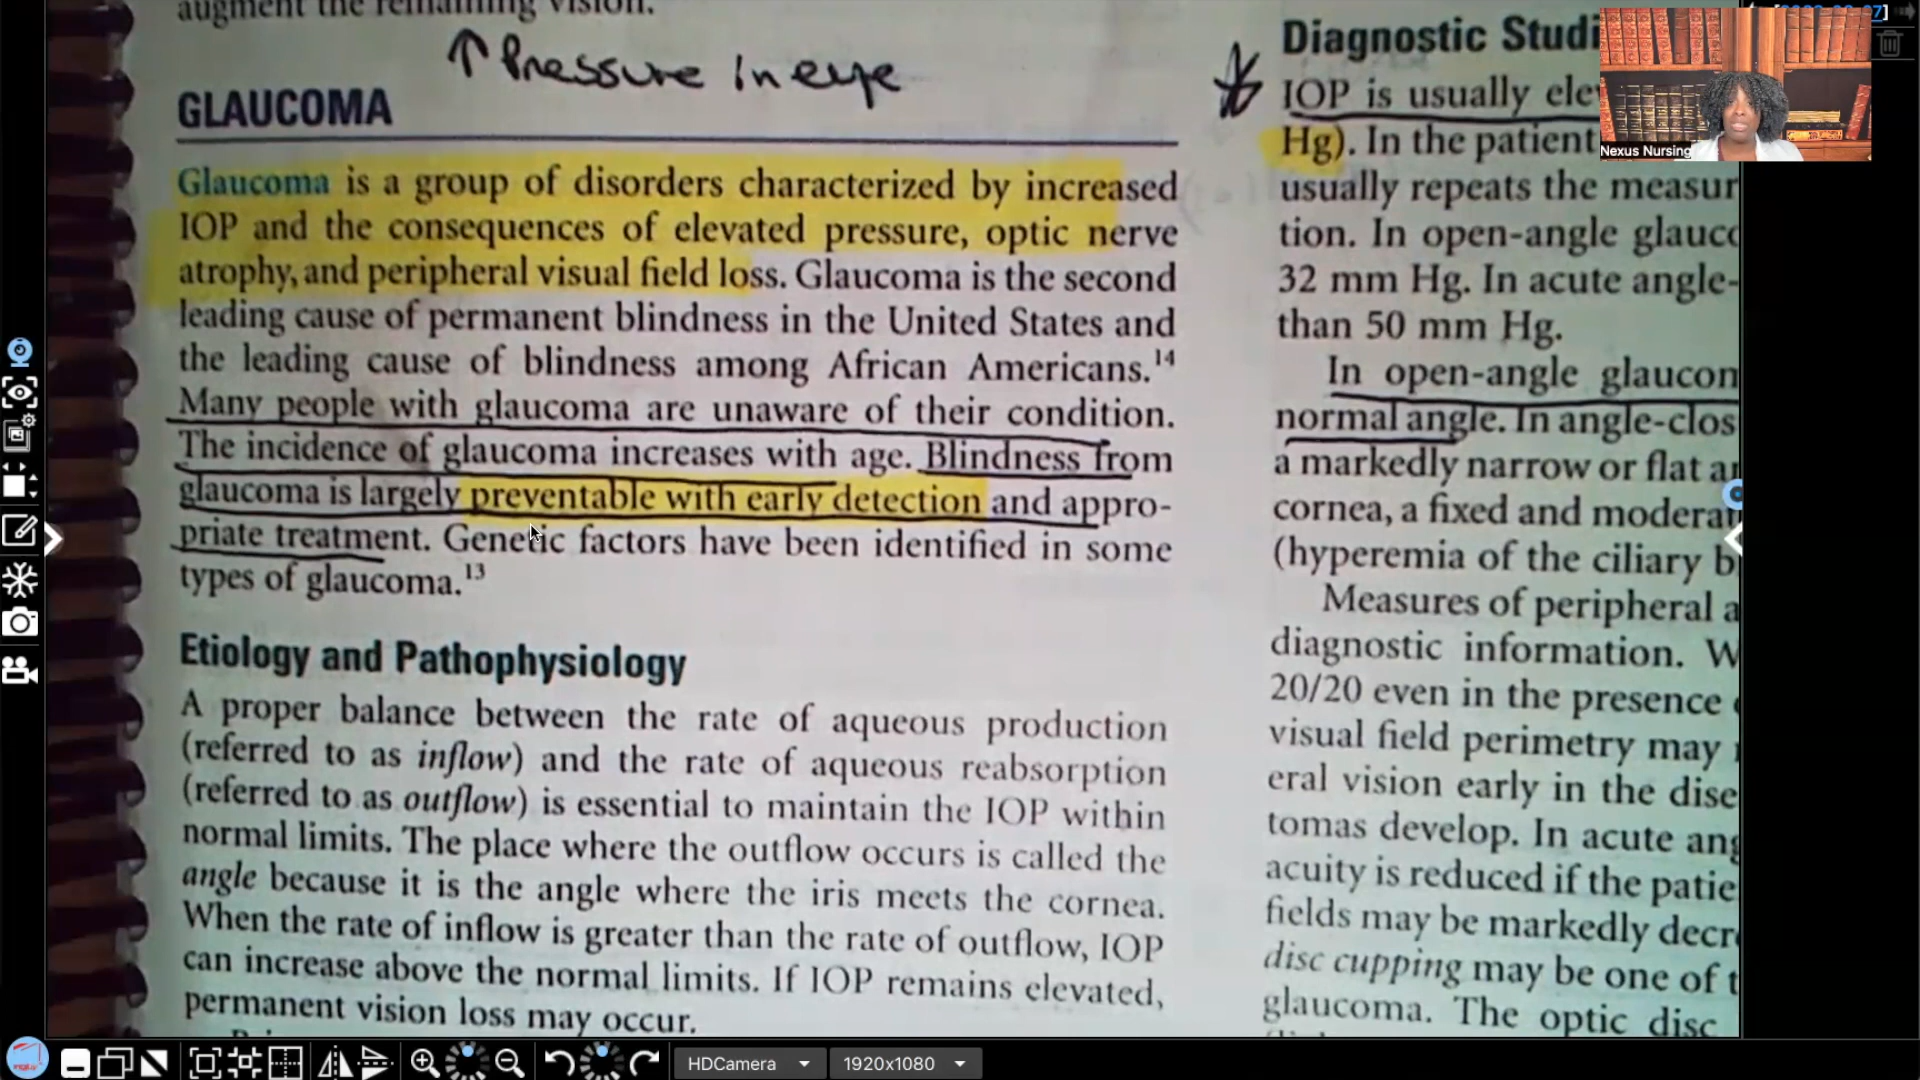 augment the remaining vision.
↑ Pressure in eye
GLAUCOMA
Glaucoma is a group of disorders characterized by increased
IOP and the consequences of elevated pressure, optic nerve
atrophy, and peripheral visual field loss. Glaucoma is the second
leading cause of permanent blindness in the United States and
the leading cause of blindness among African Americans.¹⁴
Many people with glaucoma are unaware of their condition.
The incidence of glaucoma increases with age. Blindness from
glaucoma is largely preventable with early detection and appro-
priate treatment. Genetic factors have been identified in some
types of glaucoma.¹³
Etiology and Pathophysiology
A proper balance between the rate of aqueous production
(referred to as inflow) and the rate of aqueous reabsorption
(referred to as outflow) is essential to maintain the IOP within
normal limits. The place where the outflow occurs is called the
angle because it is the angle where the iris meets the cornea.
When the rate of inflow is greater than the rate of outflow, IOP
can increase above the normal limits. If IOP remains elevated,
permanent vision loss may occur.
Diagnostic Studi
IOP is usually ele
Hg). In the patient
usually repeats the measur
tion. In open-angle glauc
32 mm Hg. In acute angle-
than 50 mm Hg.
In open-angle glaucon
normal angle. In angle-clos
a markedly narrow or flat a
cornea, a fixed and modera
(hyperemia of the ciliary b
Measures of peripheral a
diagnostic information. W
20/20 even in the presence
visual field perimetry may
eral vision early in the dise
tomas develop. In acute ang
acuity is reduced if the patie
fields may be markedly decr
disc cupping may be one of t
glaucoma. The optic disc
Nexus Nursing
HDCamera
1920x1080